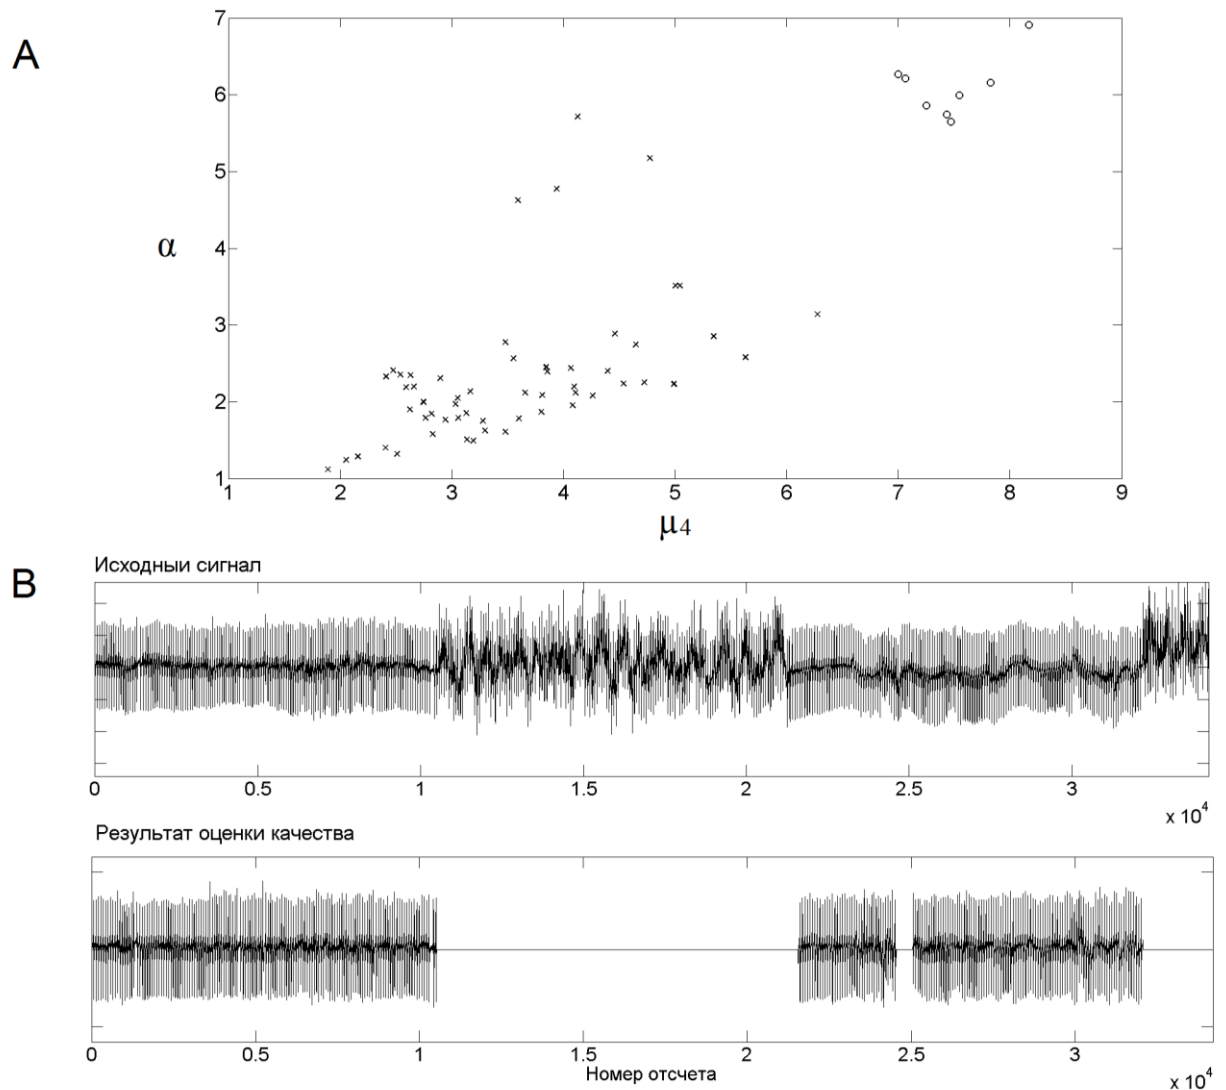 A
7
6
5
α
4
3
2
1
1 2 3 4 5 6 7 8 9
μ4
B
Исходныи сигнал
0 0.5 1 1.5 2 2.5 3
x 10^4
Результат оценки качества
0 0.5 1 1.5 2 2.5 3
Номер отсчета
x 10^4